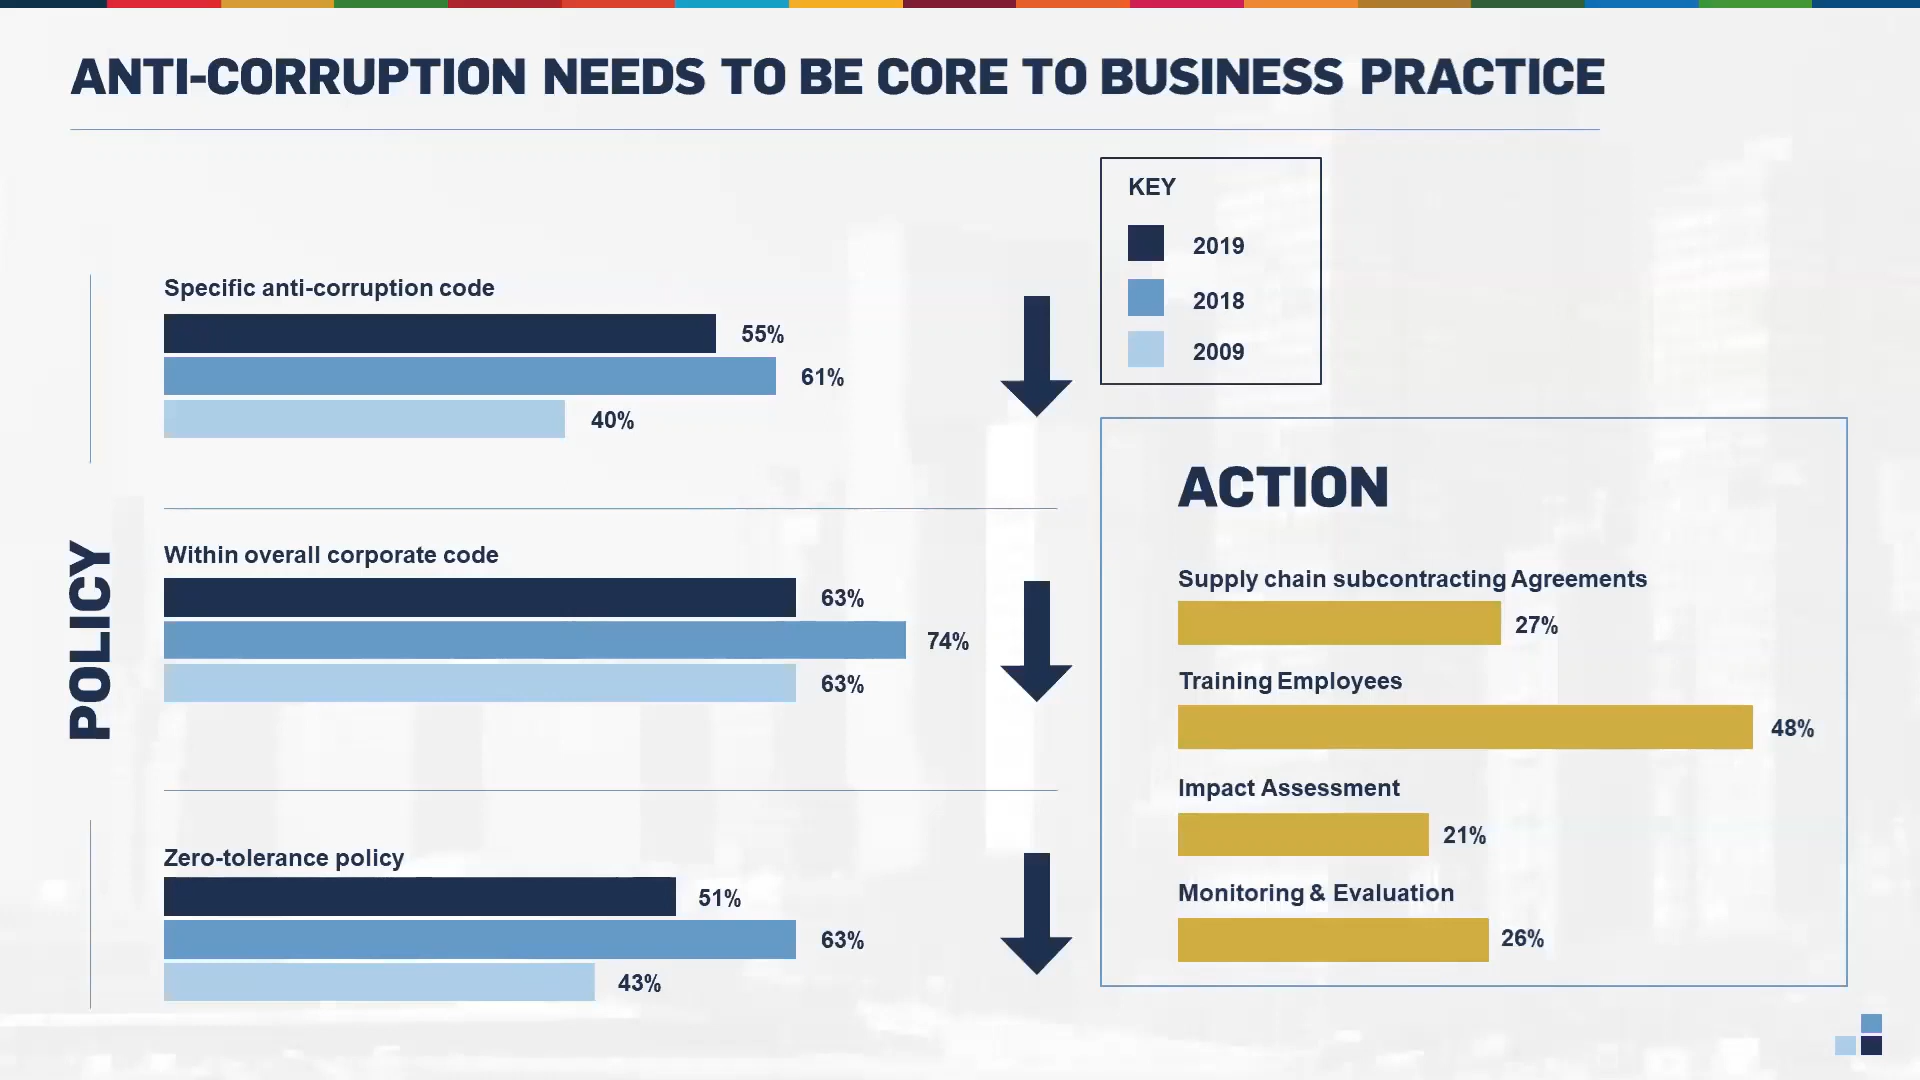 ANTI-CORRUPTION NEEDS TO BE CORE TO BUSINESS PRACTICE
KEY
2019
2018
2009
POLICY
Specific anti-corruption code
55%
61%
40%
Within overall corporate code
63%
74%
63%
Zero-tolerance policy
51%
63%
43%
ACTION
Supply chain subcontracting Agreements
27%
Training Employees
48%
Impact Assessment
21%
Monitoring & Evaluation
26%